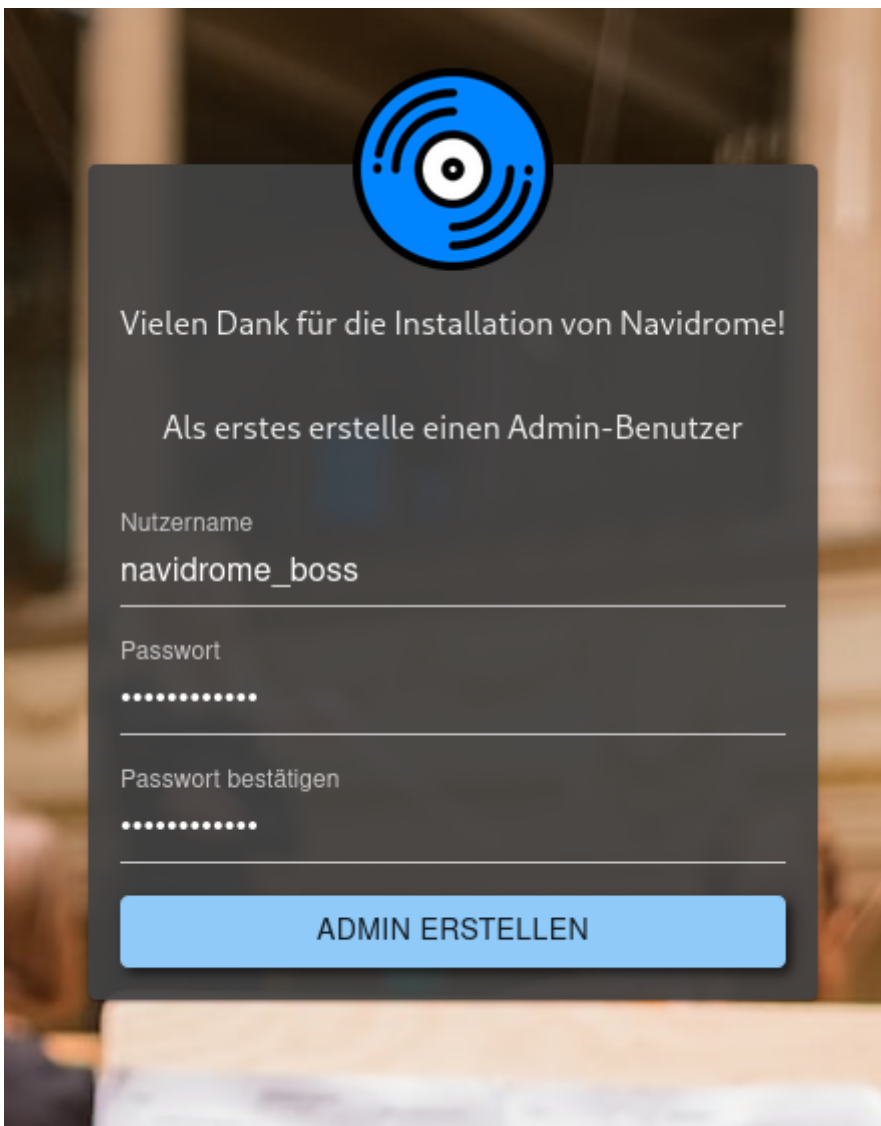 Vielen Dank für die Installation von Navidrome!
Als erstes erstelle einen Admin-Benutzer
Nutzername
navidrome_boss
Passwort
••••••••••••
Passwort bestätigen
••••••••••••
ADMIN ERSTELLEN